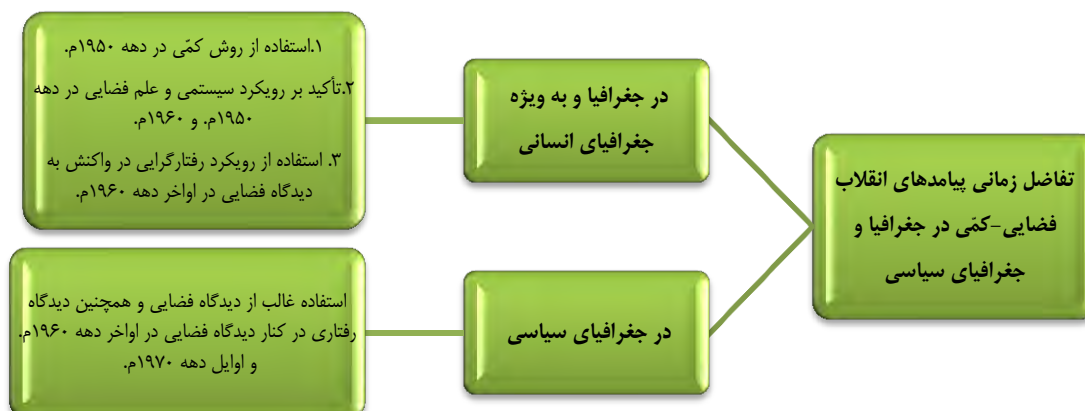 تفاضل زمانی پیامدهای انقلاب
فضایی-کمّی در جغرافیا و
جغرافیای سیاسی
در جغرافیا و به ویژه
جغرافیای انسانی
۱.استفاده از روش کمّی در دهه ۱۹۵۰م.
۲.تأکید بر رویکرد سیستمی و علم فضایی در دهه
۱۹۵۰م. و ۱۹۶۰م.
۳. استفاده از رویکرد رفتارگرایی در واکنش به
دیدگاه فضایی در اواخر دهه ۱۹۶۰م.
در جغرافیای سیاسی
استفاده غالب از دیدگاه فضایی و همچنین دیدگاه
رفتاری در کنار دیدگاه فضایی در اواخر دهه ۱۹۶۰م.
و اوایل دهه ۱۹۷۰م.